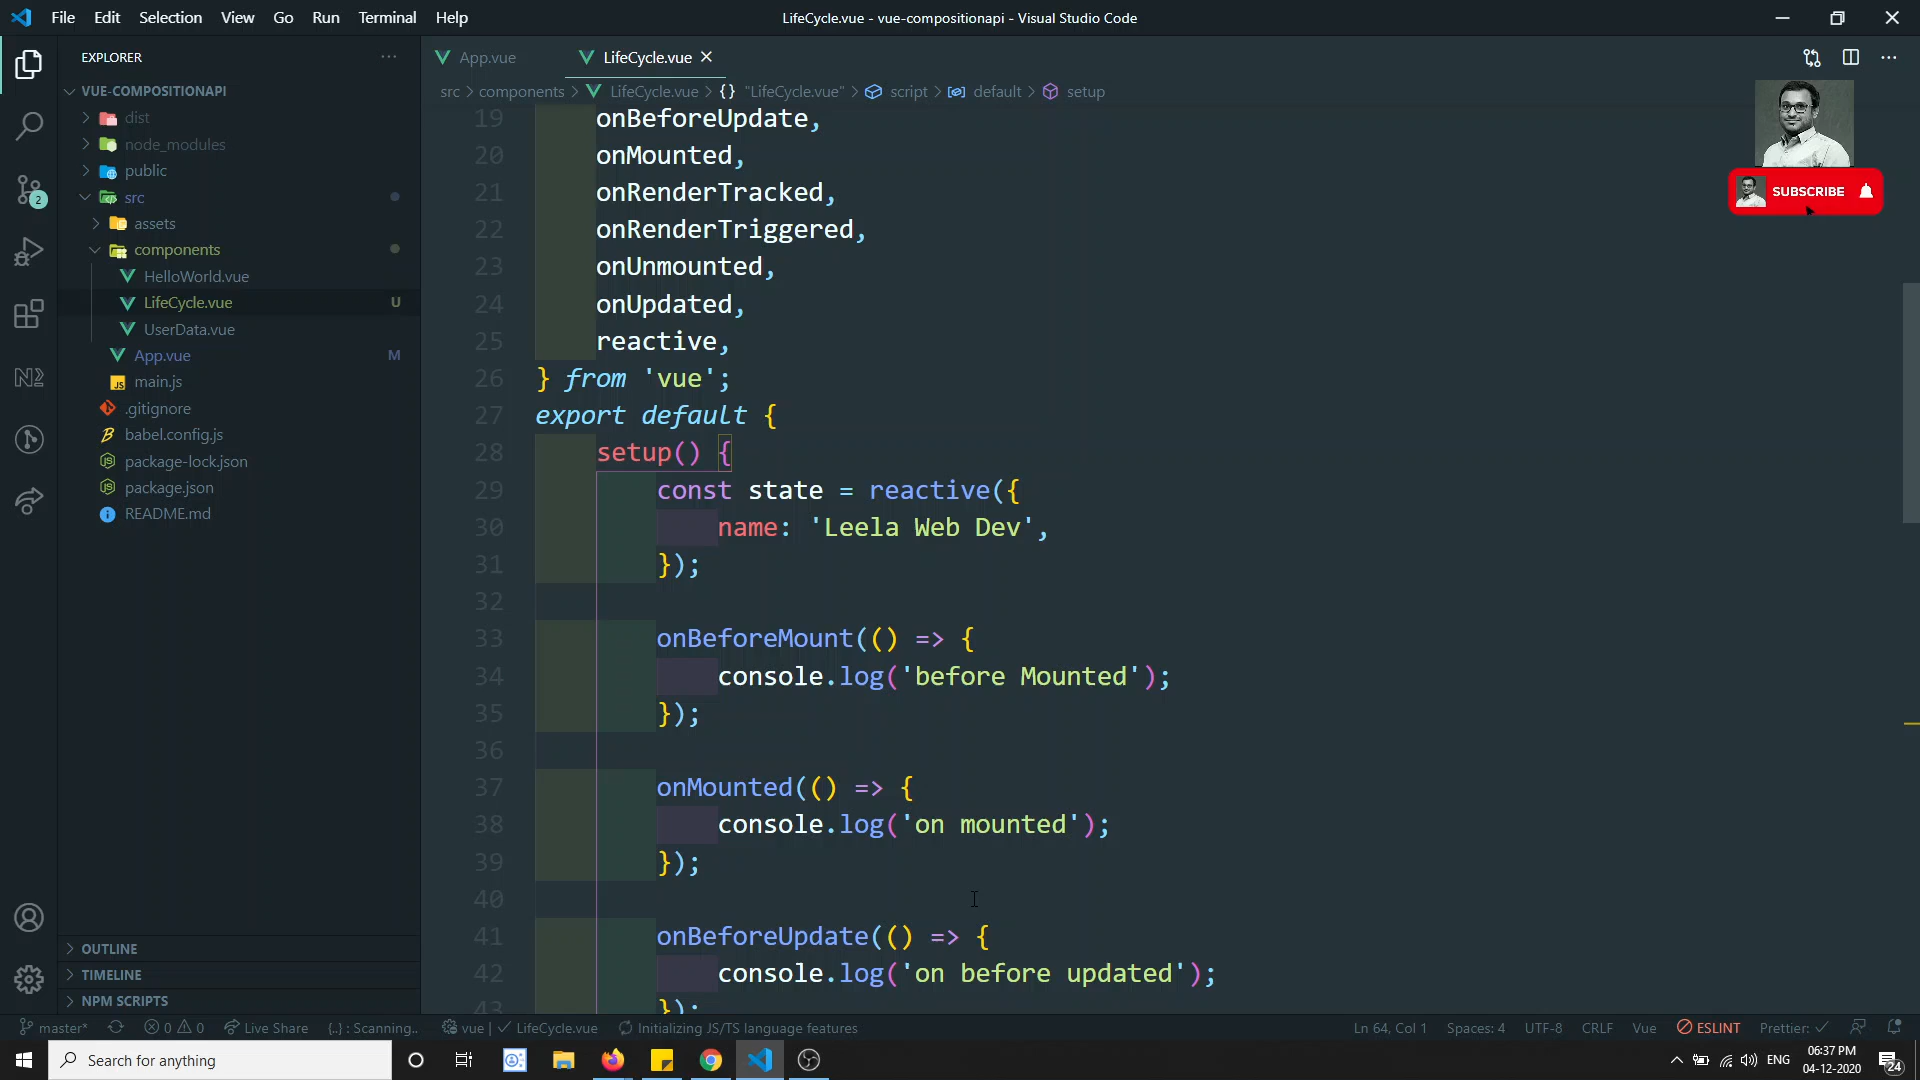 File Edit Selection View Go Run Terminal Help
LifeCycle.vue - vue-compositionapi - Visual Studio Code
EXPLORER
VUE-COMPOSITIONAPI
dist
node_modules
public
src
assets
components
HelloWorld.vue
LifeCycle.vue U
UserData.vue
App.vue M
main.js
.gitignore
babel.config.js
package-lock.json
package.json
README.md
OUTLINE
TIMELINE
NPM SCRIPTS
2
N2
App.vue LifeCycle.vue
src > components > LifeCycle.vue > {} "LifeCycle.vue" > script > default > setup
19 onBeforeUpdate,
20 onMounted,
21 onRenderTracked,
22 onRenderTriggered,
23 onUnmounted,
24 onUpdated,
25 reactive,
26 } from 'vue';
27 export default {
28 setup() {
29 const state = reactive({
30 name: 'Leela Web Dev',
31 });
32
33 onBeforeMount(() => {
34 console.log('before Mounted');
35 });
36
37 onMounted(() => {
38 console.log('on mounted');
39 });
40
41 onBeforeUpdate(() => {
42 console.log('on before updated');
43 });
SUBSCRIBE
master* 0 0 Live Share {..} : Scanning.. vue | LifeCycle.vue Initializing JS/TS language features
Ln 64, Col 1 Spaces: 4 UTF-8 CRLF Vue ESLINT Prettier:
Search for anything
ENG
06:37 PM
04-12-2020
24